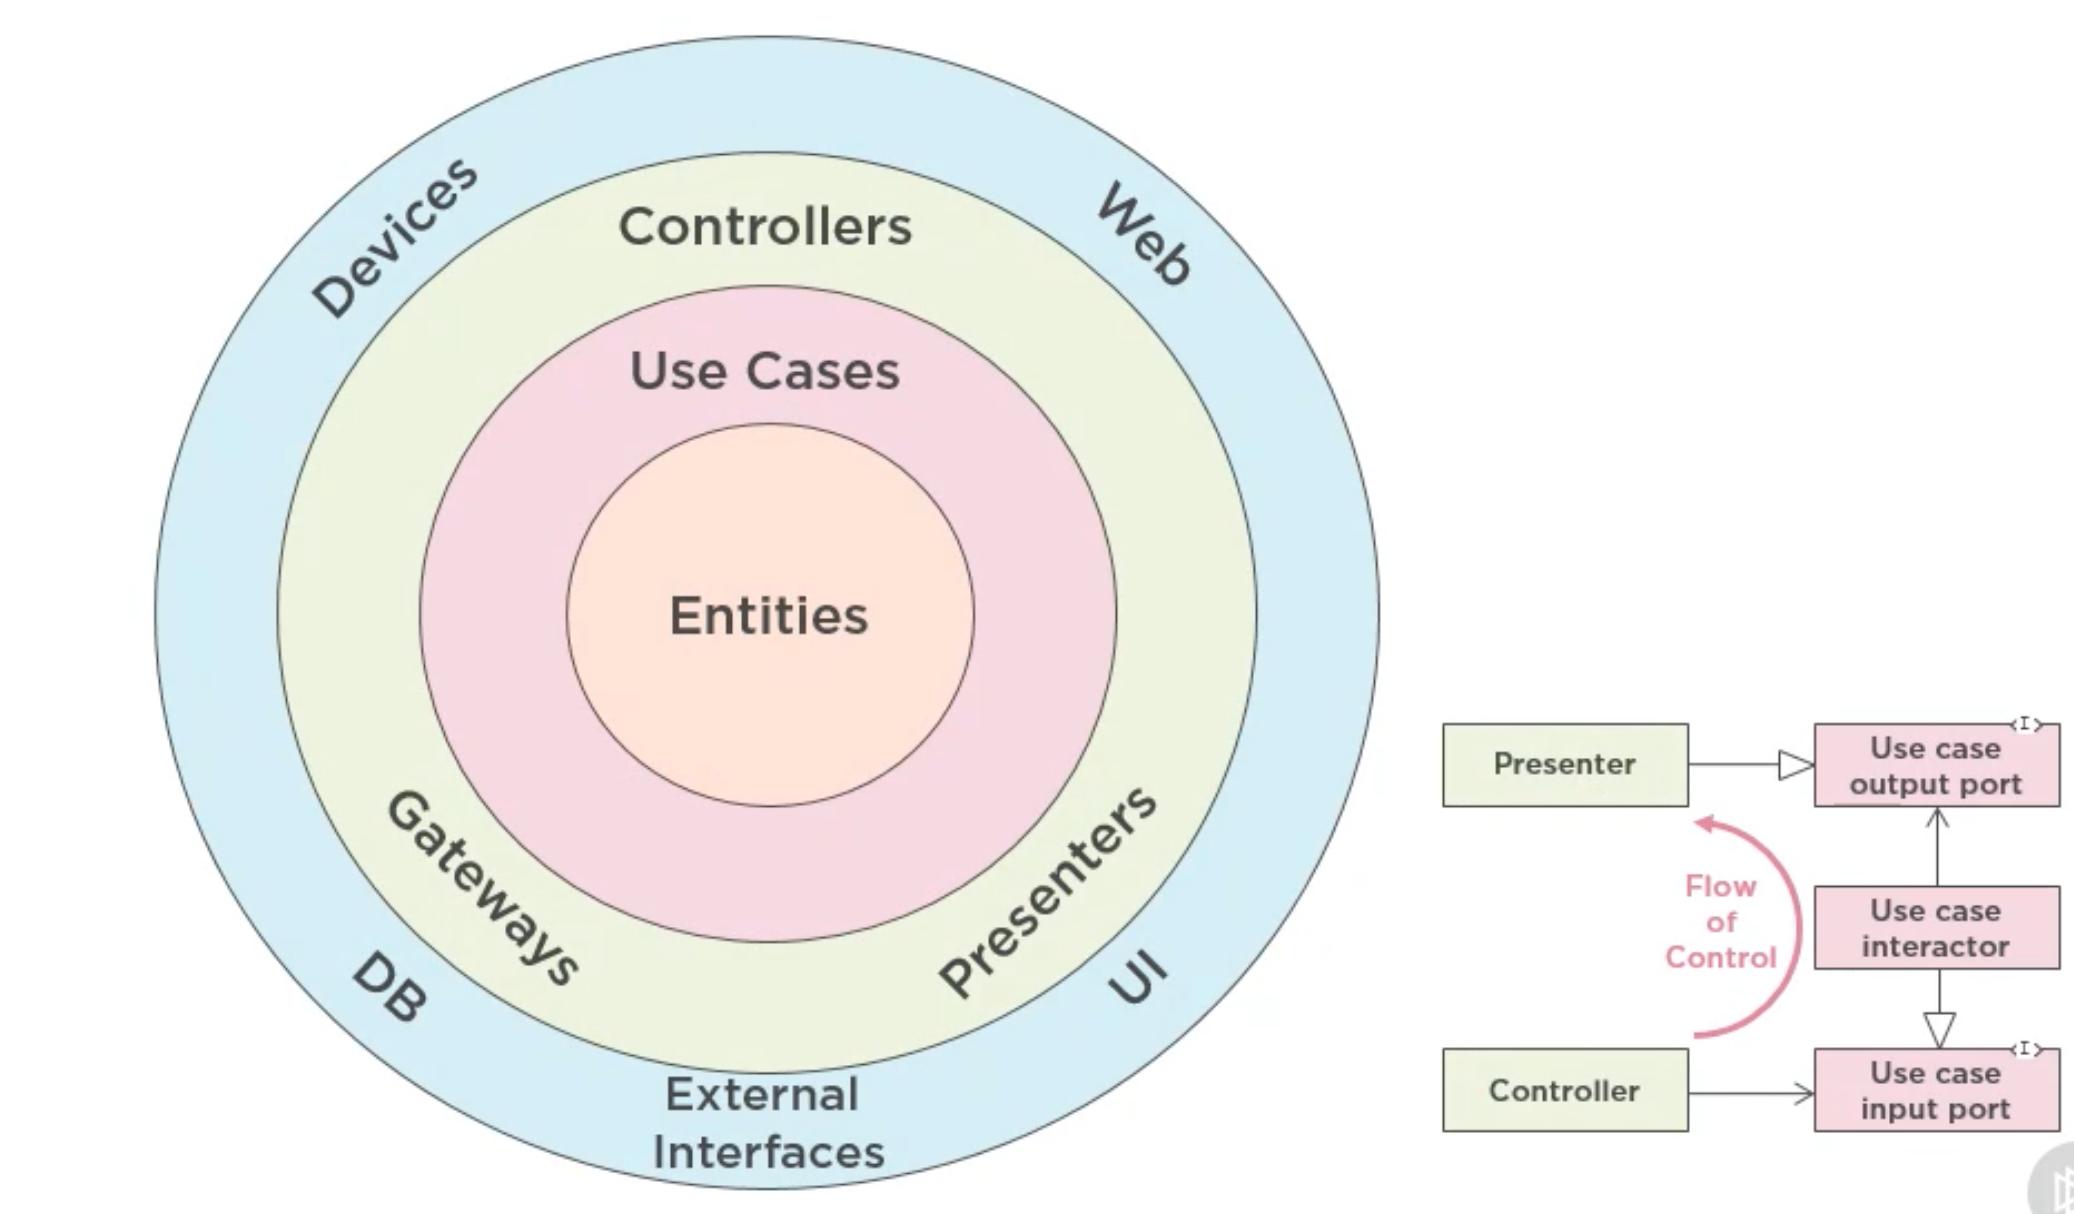 Devices
Web
Controllers
Use Cases
Entities
Gateways
Presenters
DB
UI
External
Interfaces
Presenter
<I>
Use case
output port
Flow
of
Control
Use case
interactor
Controller
<I>
Use case
input port